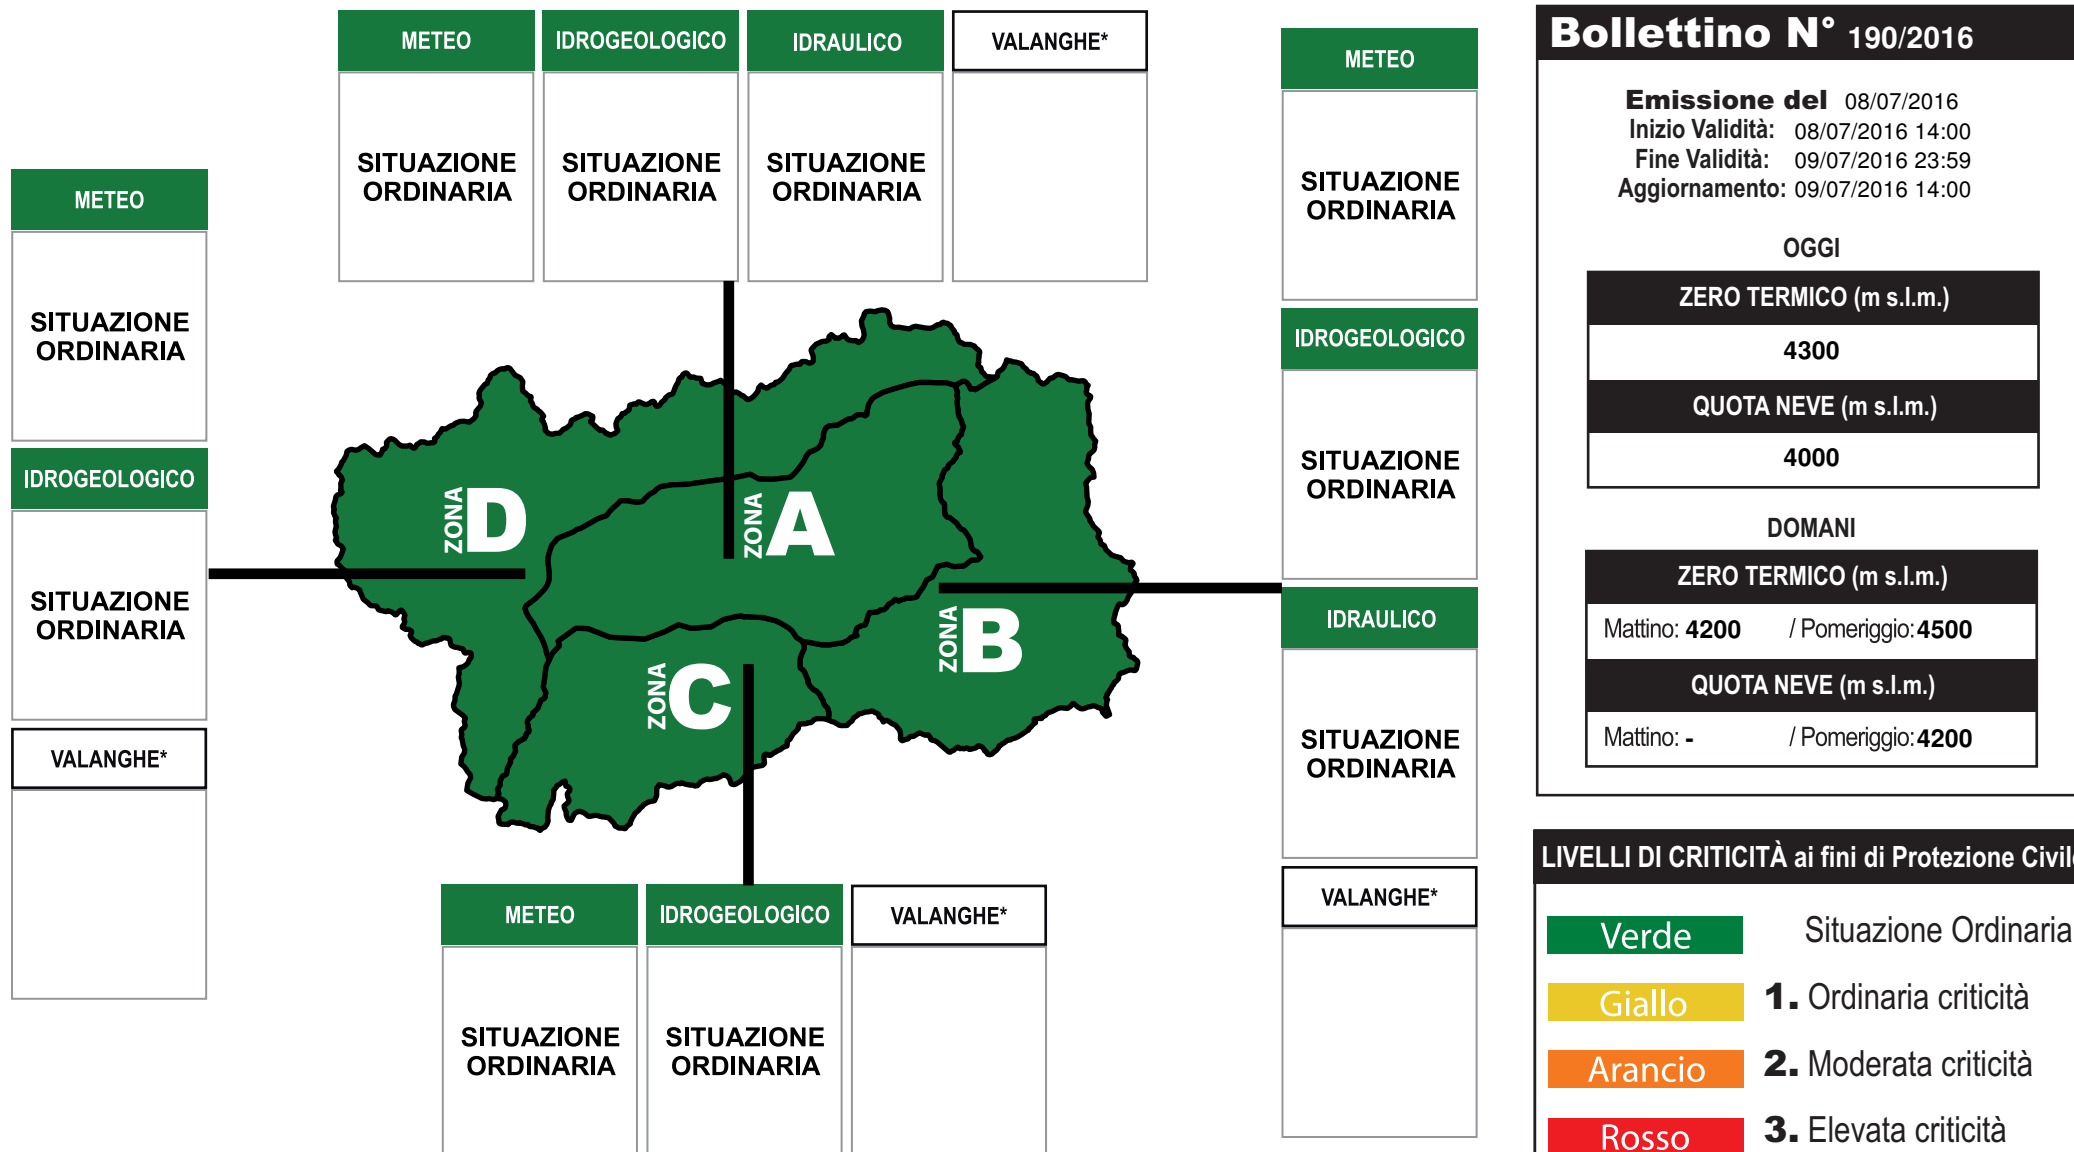 METEO IDROGEOLOGICO IDRAULICO VALANGHE*
SITUAZIONE ORDINARIA
SITUAZIONE ORDINARIA
SITUAZIONE ORDINARIA
METEO
SITUAZIONE
ORDINARIA
IDROGEOLOGICO
SITUAZIONE
ORDINARIA
VALANGHE*
ZONA D
ZONA A
ZONA B
ZONA C
METEO
SITUAZIONE
ORDINARIA
IDROGEOLOGICO
SITUAZIONE
ORDINARIA
IDRAULICO
SITUAZIONE
ORDINARIA
VALANGHE*
METEO IDROGEOLOGICO VALANGHE*
SITUAZIONE ORDINARIA
SITUAZIONE ORDINARIA
Bollettino N° 190/2016
Emissione del 08/07/2016
Inizio Validità: 08/07/2016 14:00
Fine Validità: 09/07/2016 23:59
Aggiornamento: 09/07/2016 14:00
OGGI
ZERO TERMICO (m s.l.m.)
4300
QUOTA NEVE (m s.l.m.)
4000
DOMANI
ZERO TERMICO (m s.l.m.)
Mattino: 4200 / Pomeriggio: 4500
QUOTA NEVE (m s.l.m.)
Mattino: - / Pomeriggio: 4200
LIVELLI DI CRITICITÀ ai fini di Protezione Civile
Verde Situazione Ordinaria
Giallo 1. Ordinaria criticità
Arancio 2. Moderata criticità
Rosso 3. Elevata criticità